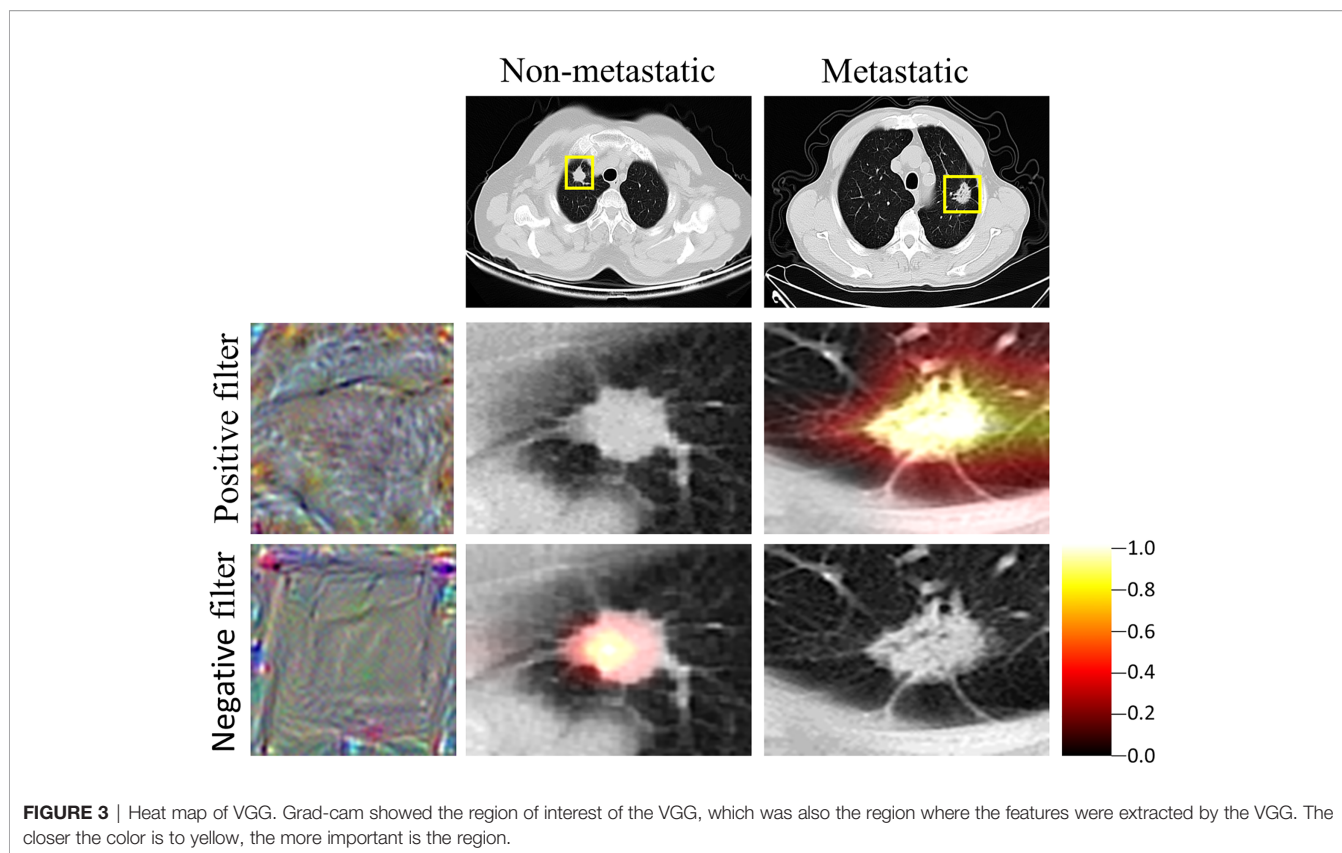 Non-metastatic
Metastatic
Positive filter
Negative filter
1.0
0.8
0.6
0.4
0.2
0.0
FIGURE 3 | Heat map of VGG. Grad-cam showed the region of interest of the VGG, which was also the region where the features were extracted by the VGG. The
closer the color is to yellow, the more important is the region.